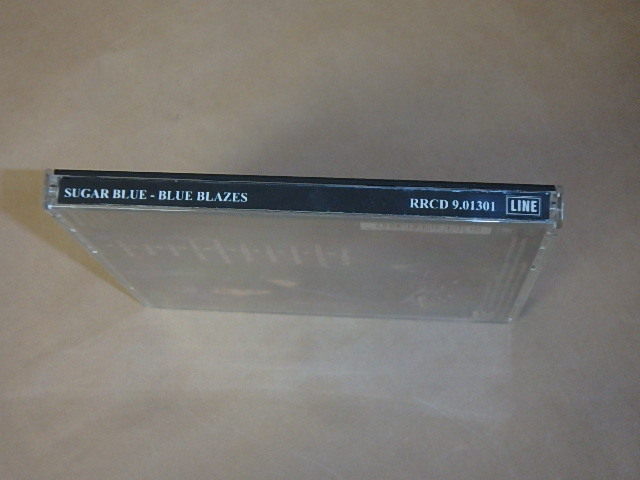 SUGAR BLUE - BLUE BLAZES RRCD 9.01301 LINE